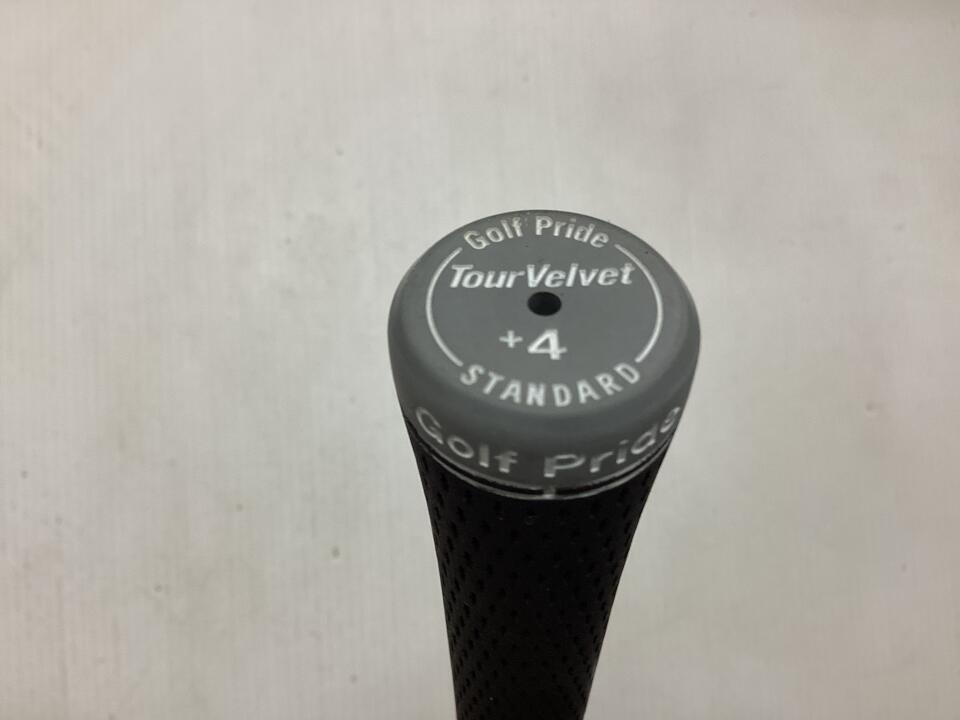 Golf Pride
TourVelvet
+4
STANDARD
Golf Pride